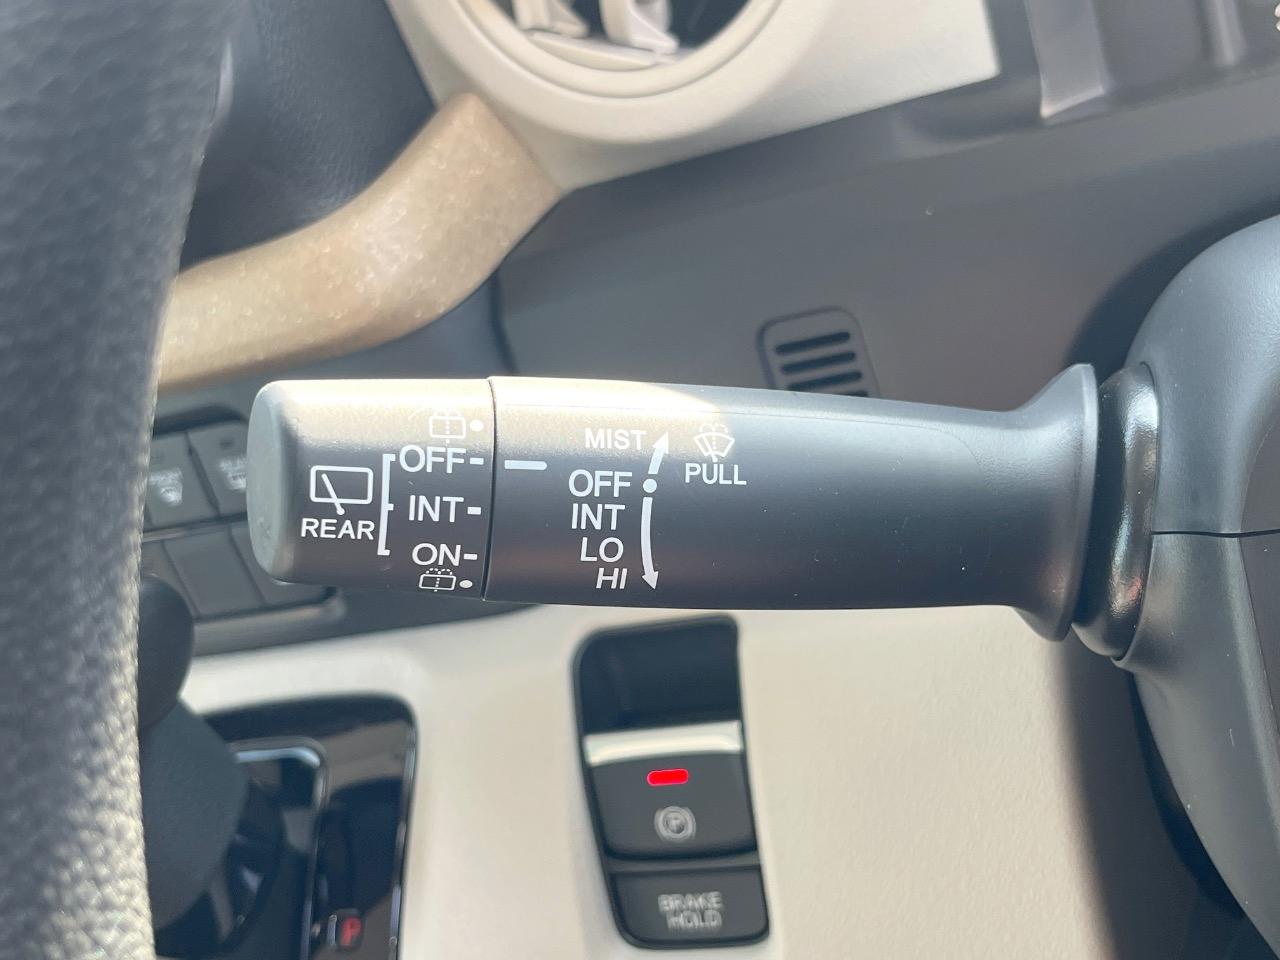 MIST
OFF
OFF
PULL
INT
INT
REAR
LO
ON
HI
BRAKE
HOLD
P